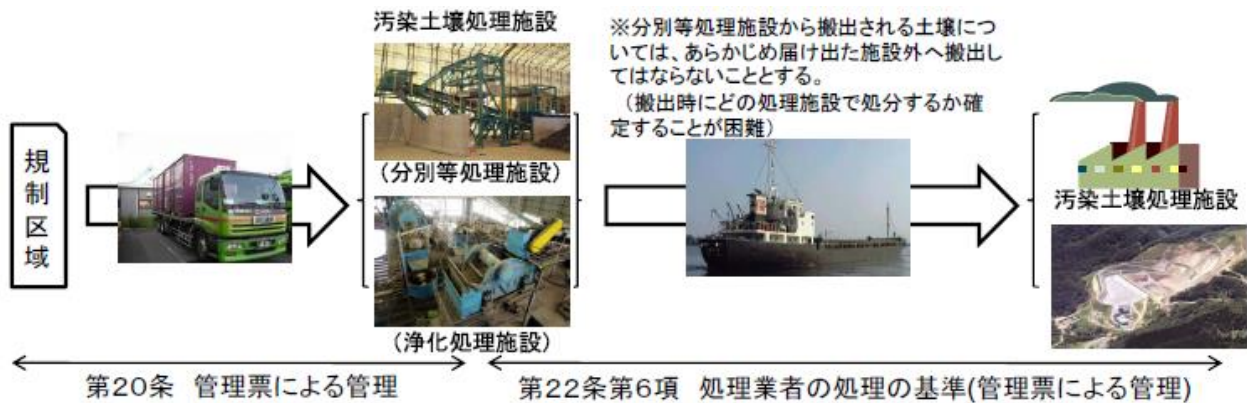 汚染土壌処理施設
※分別等処理施設から搬出される土壌につ
いては、あらかじめ届け出た施設外へ搬出し
てはならないこととする。
（搬出時にどの処理施設で処分するか確
定することが困難）
規制区域
（分別等処理施設）
（浄化処理施設）
汚染土壌処理施設
第20条 管理票による管理
第22条第6項 処理業者の処理の基準(管理票による管理)